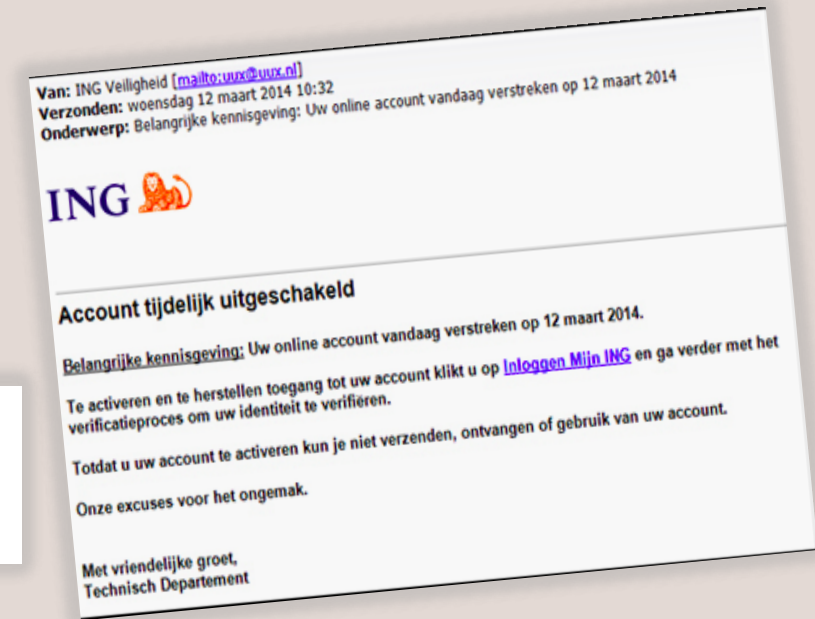 Van: ING Veiligheid [mailto:uux@uux.nl]
Verzonden: woensdag 12 maart 2014 10:32
Onderwerp: Belangrijke kennisgeving: Uw online account vandaag verstreken op 12 maart 2014
ING
Account tijdelijk uitgeschakeld
Belangrijke kennisgeving: Uw online account vandaag verstreken op 12 maart 2014.
Te activeren en te herstellen toegang tot uw account klikt u op Inloggen Mijn ING en ga verder met het
verificatieproces om uw identiteit te verifiëren.
Totdat u uw account te activeren kun je niet verzenden, ontvangen of gebruik van uw account.
Onze excuses voor het ongemak.
Met vriendelijke groet,
Technisch Departement